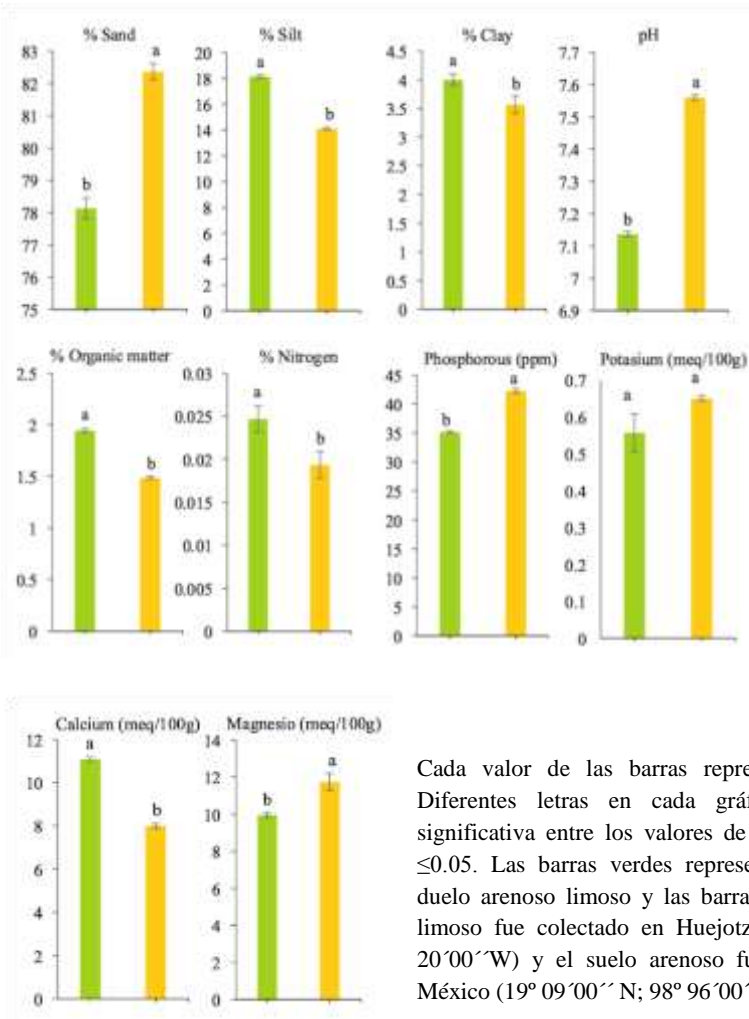 % Sand
% Silt
% Clay
pH
83
82
81
80
79
78
77
76
75
b
a
20
18
16
14
12
10
8
6
4
2
0
a
b
4.5
4
3.5
3
2.5
2
1.5
1
0.5
0
a
b
7.7
7.6
7.5
7.4
7.3
7.2
7.1
7
6.9
b
a
% Organic matter
% Nitrogen
Phosphorous (ppm)
Potasium (meq/100g)
2.5
2
1.5
1
0.5
0
a
b
0.03
0.025
0.02
0.015
0.01
0.005
0
a
b
45
40
35
30
25
20
15
10
5
0
b
a
0.7
0.6
0.5
0.4
0.3
0.2
0.1
0
a
a
Calcium (meq/100g)
Magnesio (meq/100g)
12
10
8
6
4
2
0
a
b
14
12
10
8
6
4
2
0
b
a
Cada valor de las barras repre
Diferentes letras en cada grá
significativa entre los valores de
≤0.05. Las barras verdes represe
duelo arenoso limoso y las barra
limoso fue colectado en Huejotz
20´00´´W) y el suelo arenoso fu
México (19º 09´00´´ N; 98º 96´00´